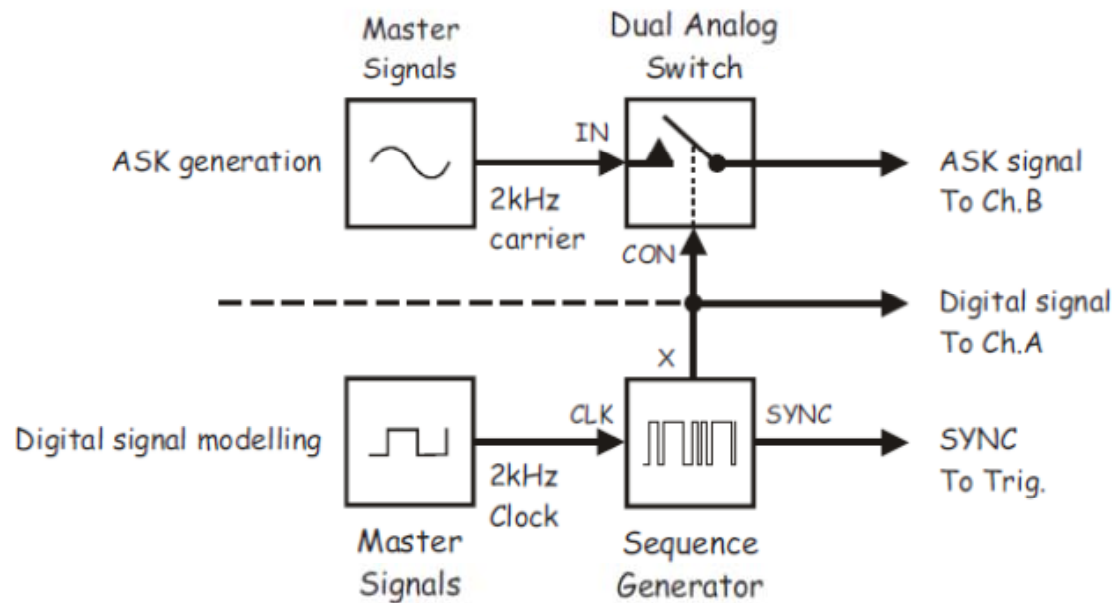 Master
Signals
Dual Analog
Switch
ASK generation
IN
2kHz
carrier
CON
ASK signal
To Ch.B
Digital signal
To Ch.A
X
Digital signal modelling
CLK
2kHz
Clock
SYNC
SYNC
To Trig.
Master
Signals
Sequence
Generator